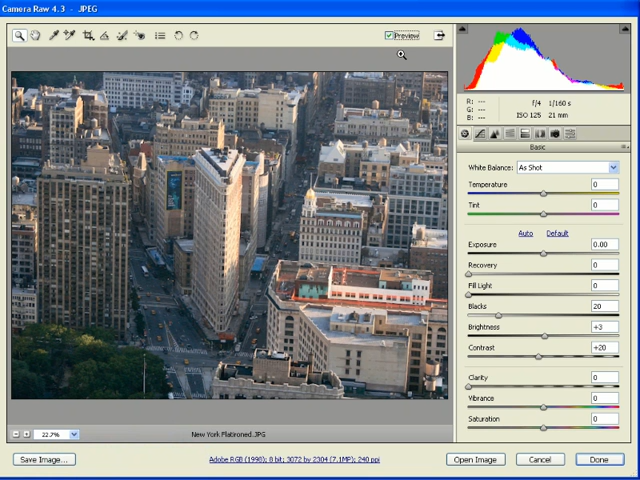 Camera Raw 4.3 - JPEG
Preview
R: ---
G: ---
B: ---
f/4 1/160 s
ISO 125 21 mm
Basic
White Balance: As Shot
Temperature 0
Tint 0
Auto Default
Exposure 0.00
Recovery 0
Fill Light 0
Blacks 20
Brightness +3
Contrast +20
Clarity 0
Vibrance 0
Saturation 0
22.7%
New York Flatironed.JPG
Save Image...
Adobe RGB (1998); 8 bit; 3072 by 2304 (7.1MP); 240 ppi
Open Image
Cancel
Done